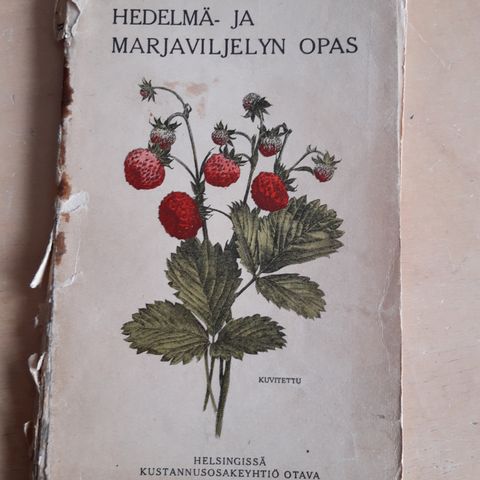 HEDELMÄ- JA
MARJAVILJELYN OPAS
KUVITETTU
HELSINGISSÄ
KUSTANNUSOSAKEYHTIÖ OTAVA